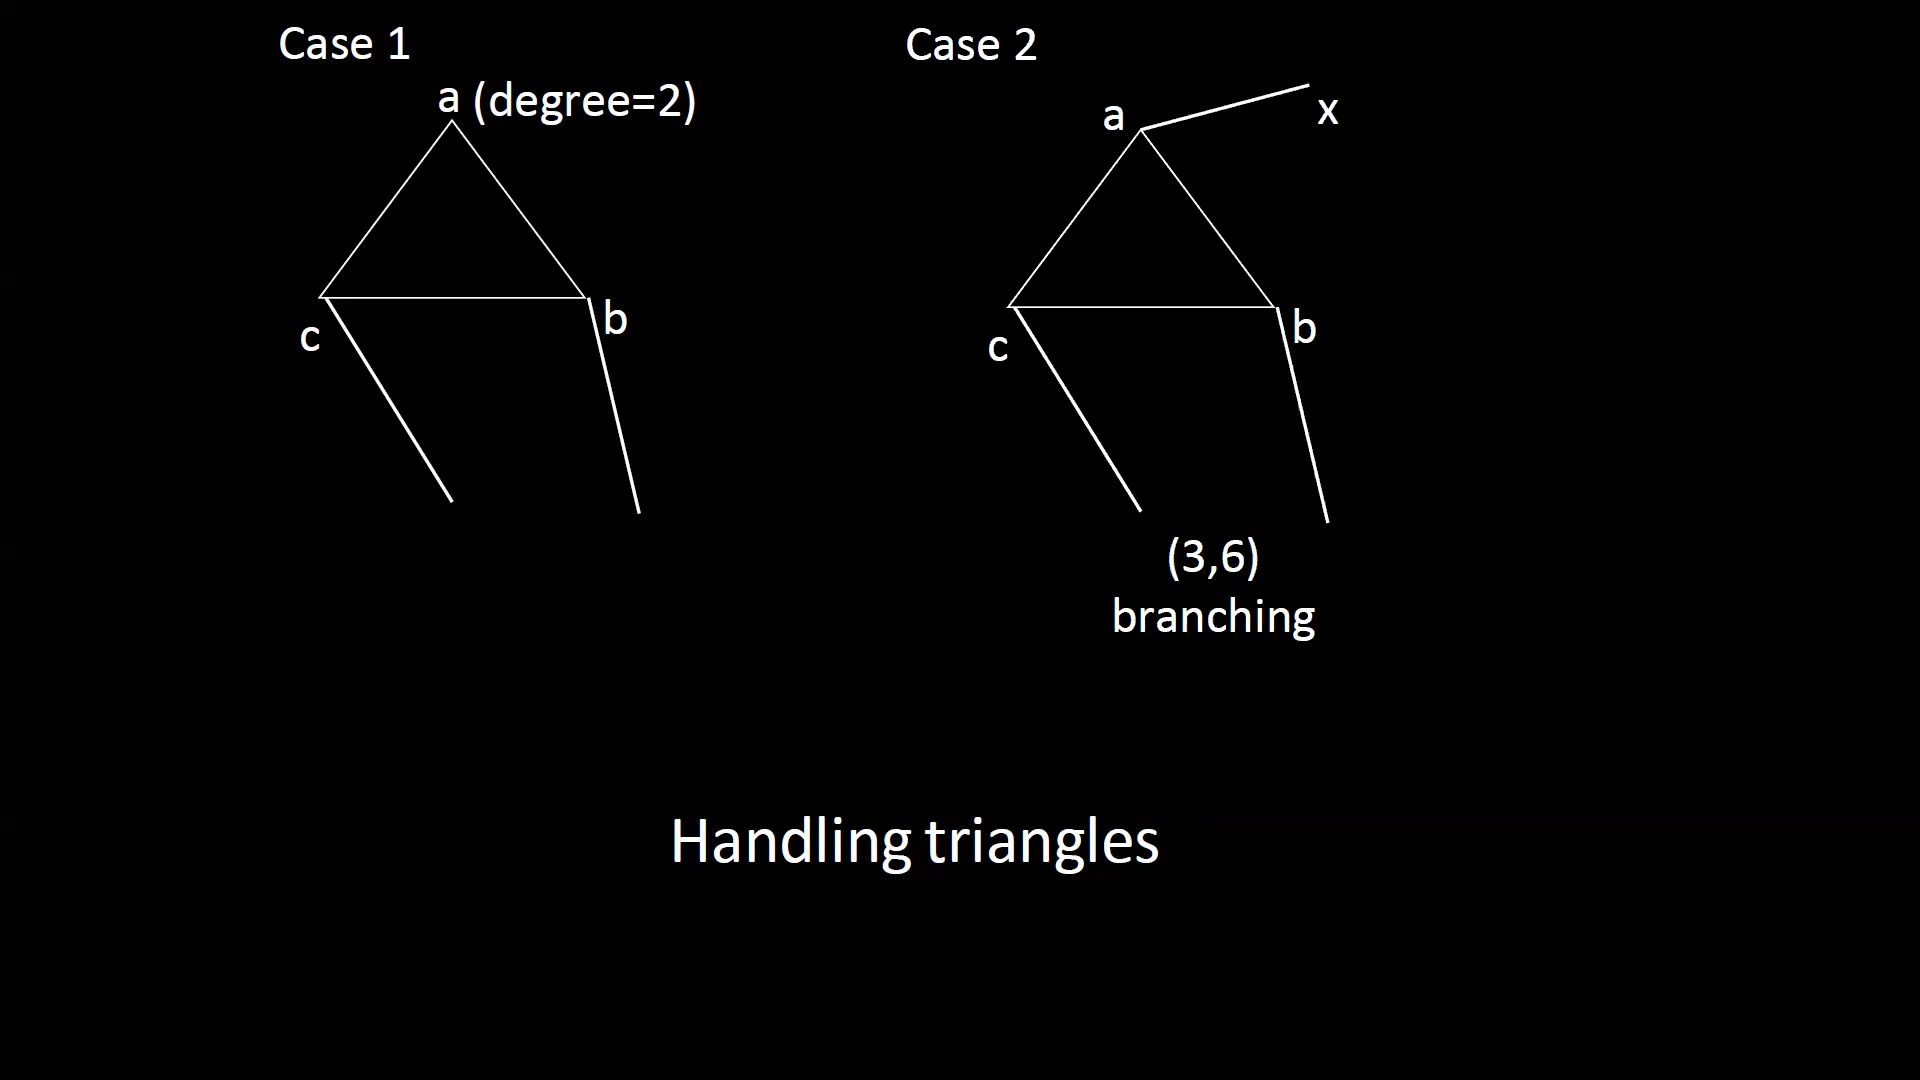 Case 1
a (degree=2)
c
b
Case 2
a
x
c
b
(3,6)
branching
Handling triangles